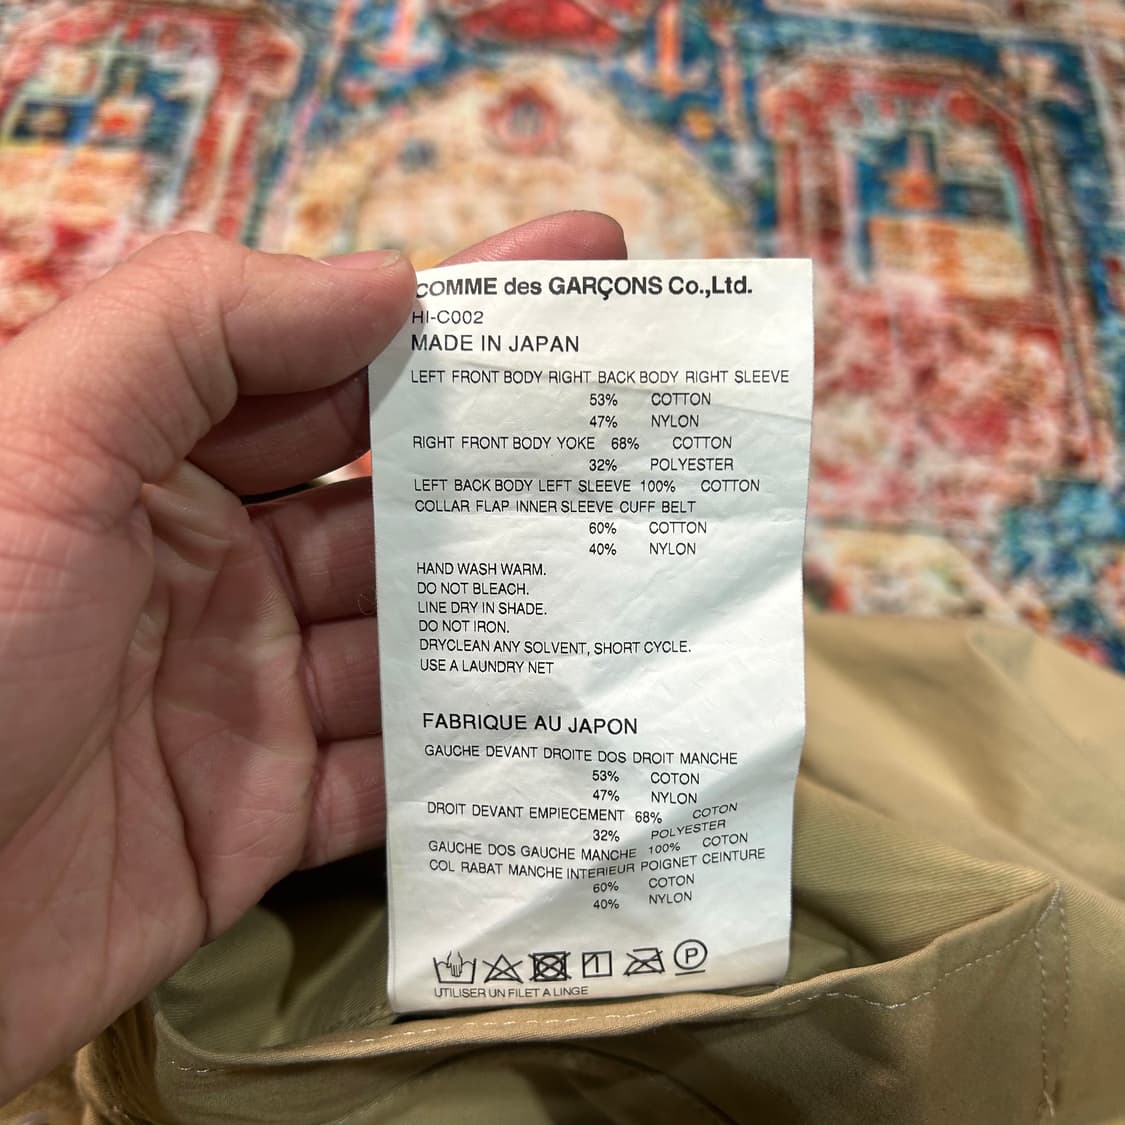 COMME des GARÇONS Co.,Ltd.
HI-C002
MADE IN JAPAN
LEFT FRONT BODY RIGHT BACK BODY RIGHT SLEEVE
53% COTTON
47% NYLON
RIGHT FRONT BODY YOKE 68% COTTON
32% POLYESTER
LEFT BACK BODY LEFT SLEEVE 100% COTTON
COLLAR FLAP INNER SLEEVE CUFF BELT
60% COTTON
40% NYLON
HAND WASH WARM.
DO NOT BLEACH.
LINE DRY IN SHADE.
DO NOT IRON.
DRYCLEAN ANY SOLVENT, SHORT CYCLE.
USE A LAUNDRY NET
FABRIQUE AU JAPON
GAUCHE DEVANT DROITE DOS DROIT MANCHE
53% COTON
47% NYLON
DROIT DEVANT EMPIECEMENT 68% COTON
32% POLYESTER
GAUCHE DOS GAUCHE MANCHE 100% COTON
COL RABAT MANCHE INTERIEUR POIGNET CEINTURE
60% COTON
40% NYLON
P
UTILISER UN FILET A LINGE